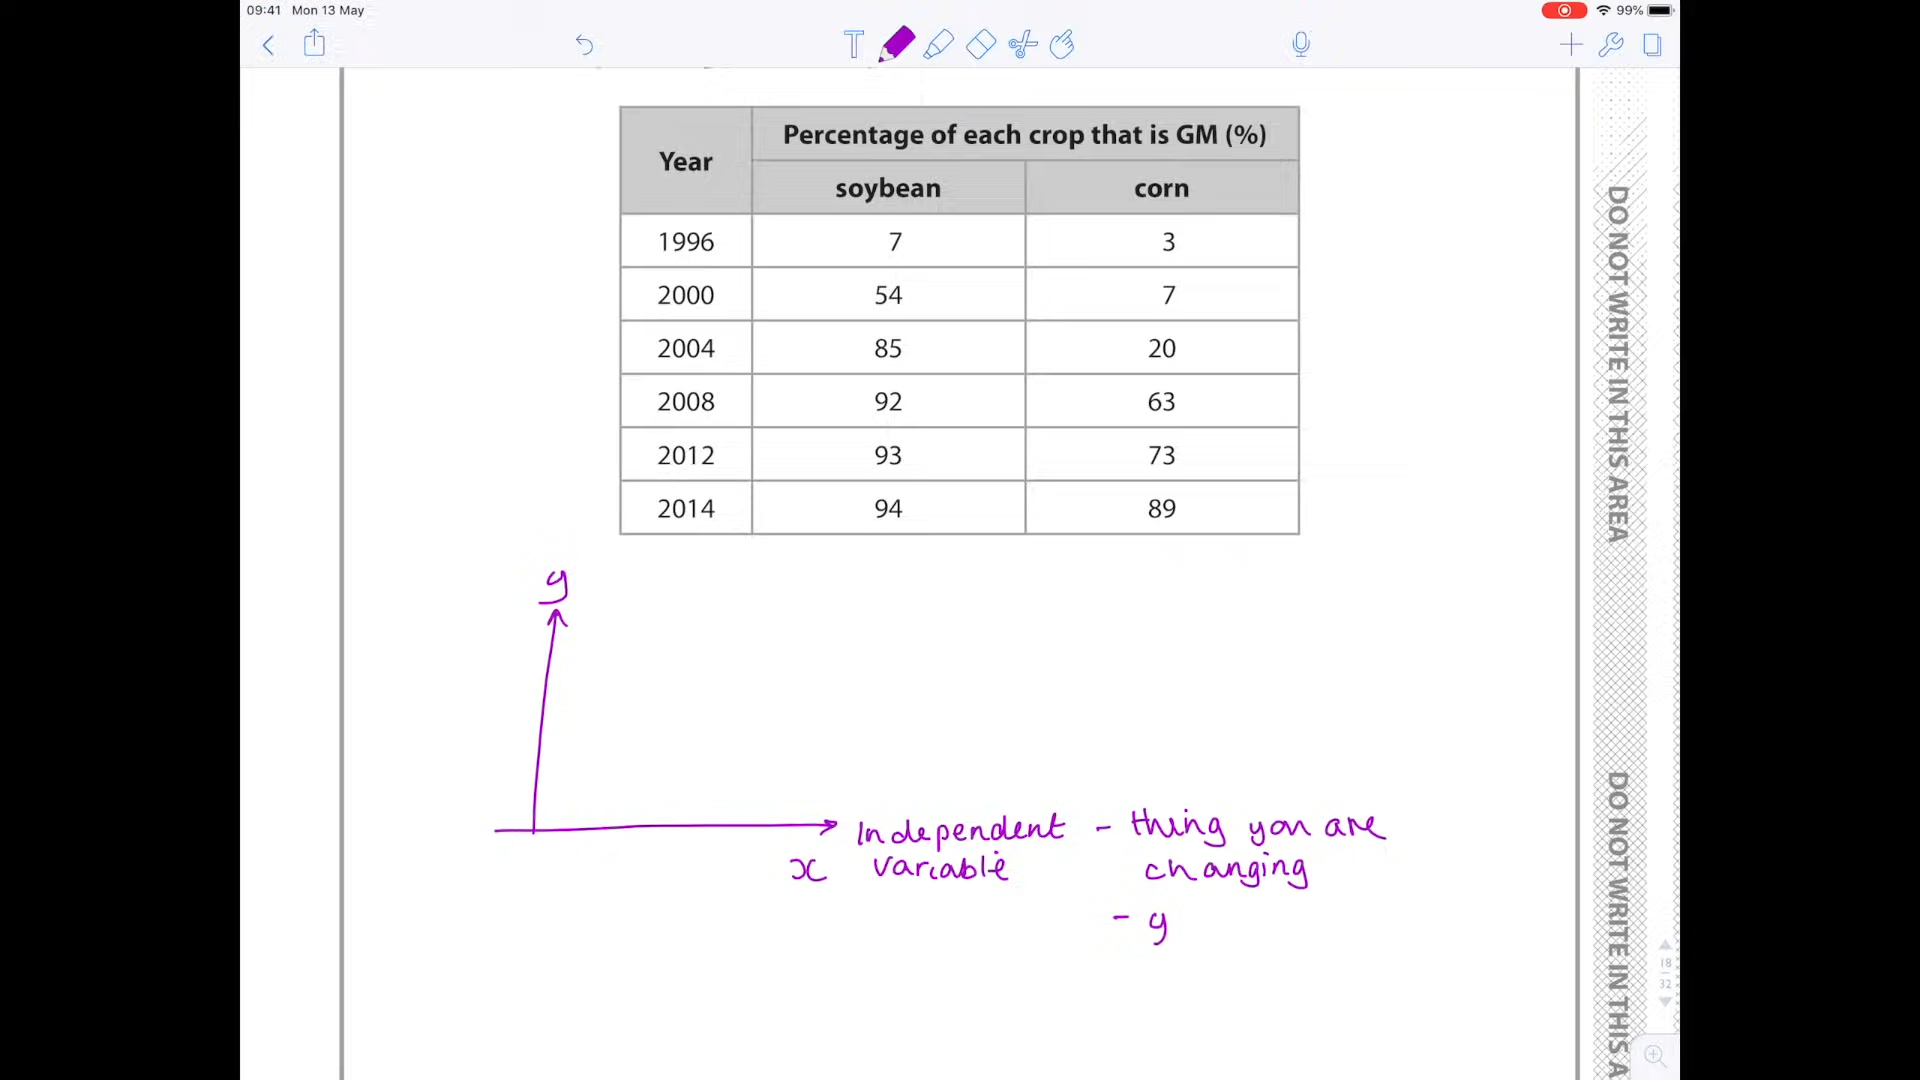 09:41 Mon 13 May
99%
T
Year
Percentage of each crop that is GM (%)
soybean
corn
1996 7 3
2000 54 7
2004 85 20
2008 92 63
2012 93 73
2014 94 89
y
Independent - thing you are
x variable changing
- y
DO NOT WRITE IN THIS AREA
DO NOT WRITE IN THIS A
18
32